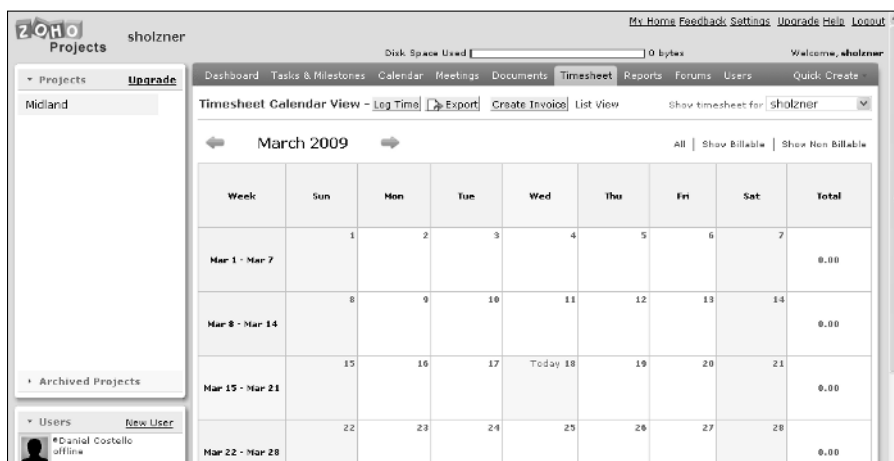 My Home Feedback Settings Upgrade Help Logout
ZOHO
Projects
sholzner
Disk Space Used [ ] 0 bytes
Welcome, sholzner
Projects Upgrade
Midland
Archived Projects
Users New User
Daniel Costello
offline
Dashboard Tasks & Milestones Calendar Meetings Documents Timesheet Reports Forums Users Quick Create
Timesheet Calendar View - Log Time Export Create Invoice List View Show timesheet for sholzner
March 2009 All | Show Billable | Show Non Billable
Week Sun Mon Tue Wed Thu Fri Sat Total
1 2 3 4 5 6 7
Mar 1 - Mar 7 0.00
8 9 10 11 12 13 14
Mar 8 - Mar 14 0.00
15 16 17 Today 18 19 20 21
Mar 15 - Mar 21 0.00
22 23 24 25 26 27 28
Mar 22 - Mar 28 0.00